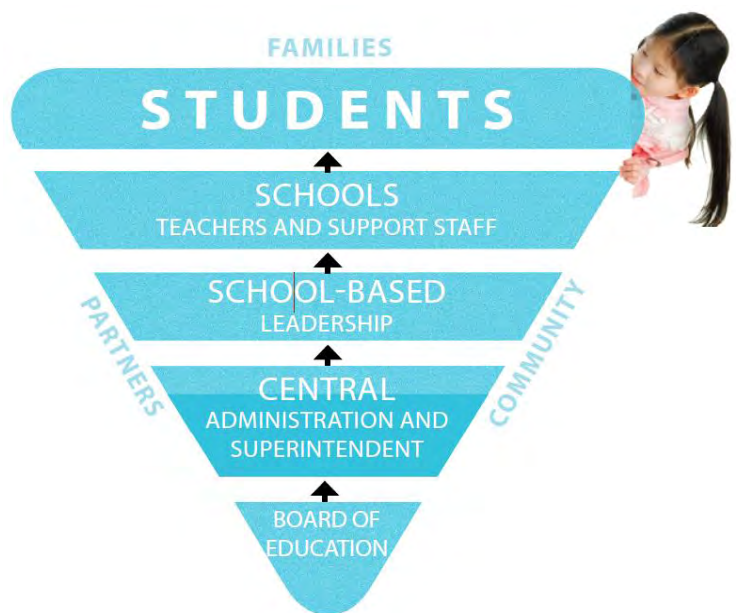 FAMILIES
STUDENTS
SCHOOLS
TEACHERS AND SUPPORT STAFF
SCHOOL-BASED
LEADERSHIP
PARTNERS
COMMUNITY
CENTRAL
ADMINISTRATION AND
SUPERINTENDENT
BOARD OF
EDUCATION